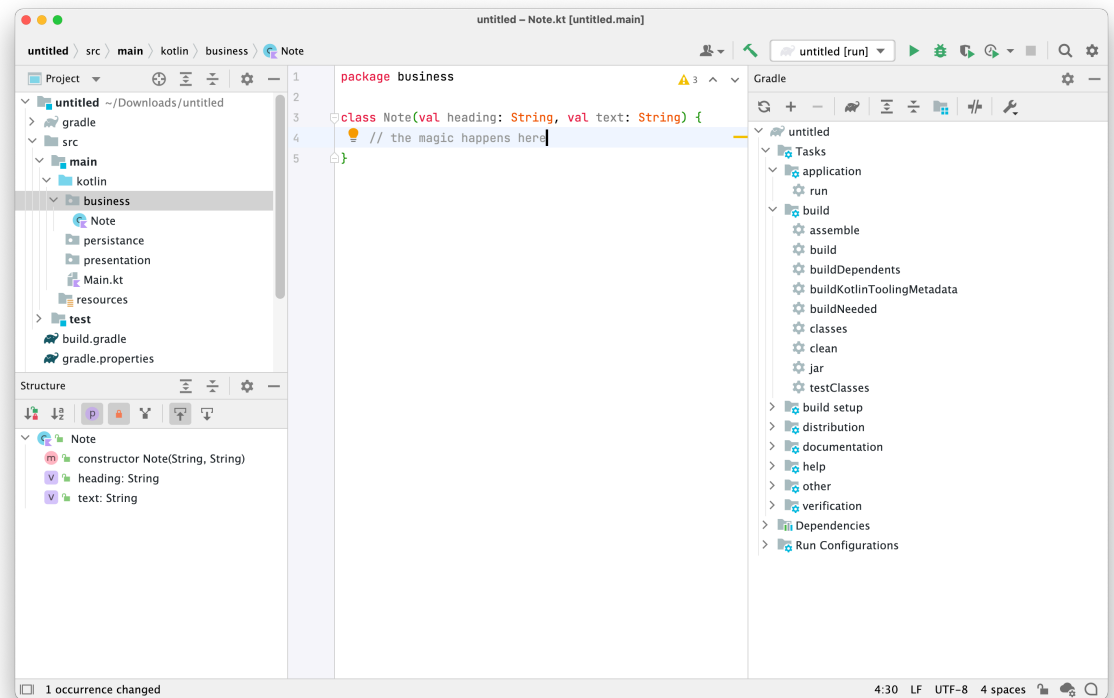 untitled – Note.kt [untitled.main]
untitled src main kotlin business Note
untitled [run]
Project
untitled ~/Downloads/untitled
gradle
src
main
kotlin
business
Note
persistance
presentation
Main.kt
resources
test
build.gradle
gradle.properties
Structure
Note
constructor Note(String, String)
heading: String
text: String
1 package business
3
2
3 class Note(val heading: String, val text: String) {
4 // the magic happens here
5 }
Gradle
untitled
Tasks
application
run
build
assemble
build
buildDependents
buildKotlinToolingMetadata
buildNeeded
classes
clean
jar
testClasses
build setup
distribution
documentation
help
other
verification
Dependencies
Run Configurations
1 occurrence changed
4:30 LF UTF-8 4 spaces